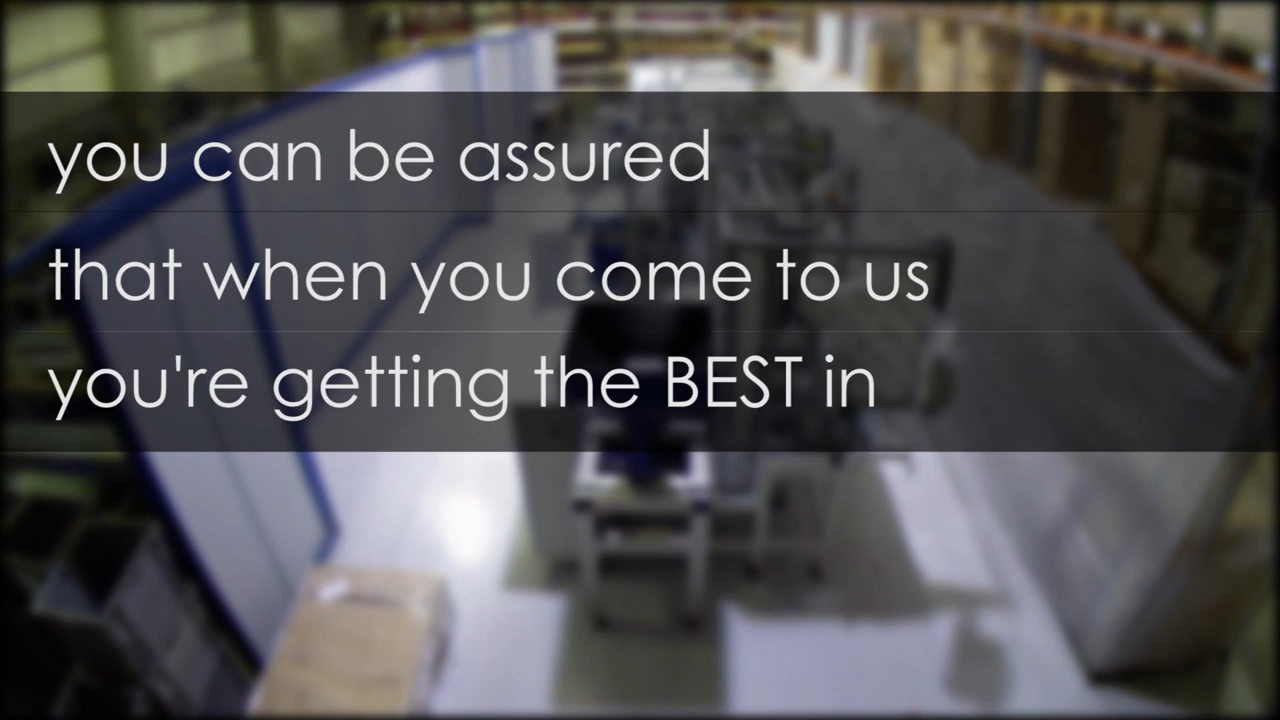 you can be assured
that when you come to us
you're getting the BEST in